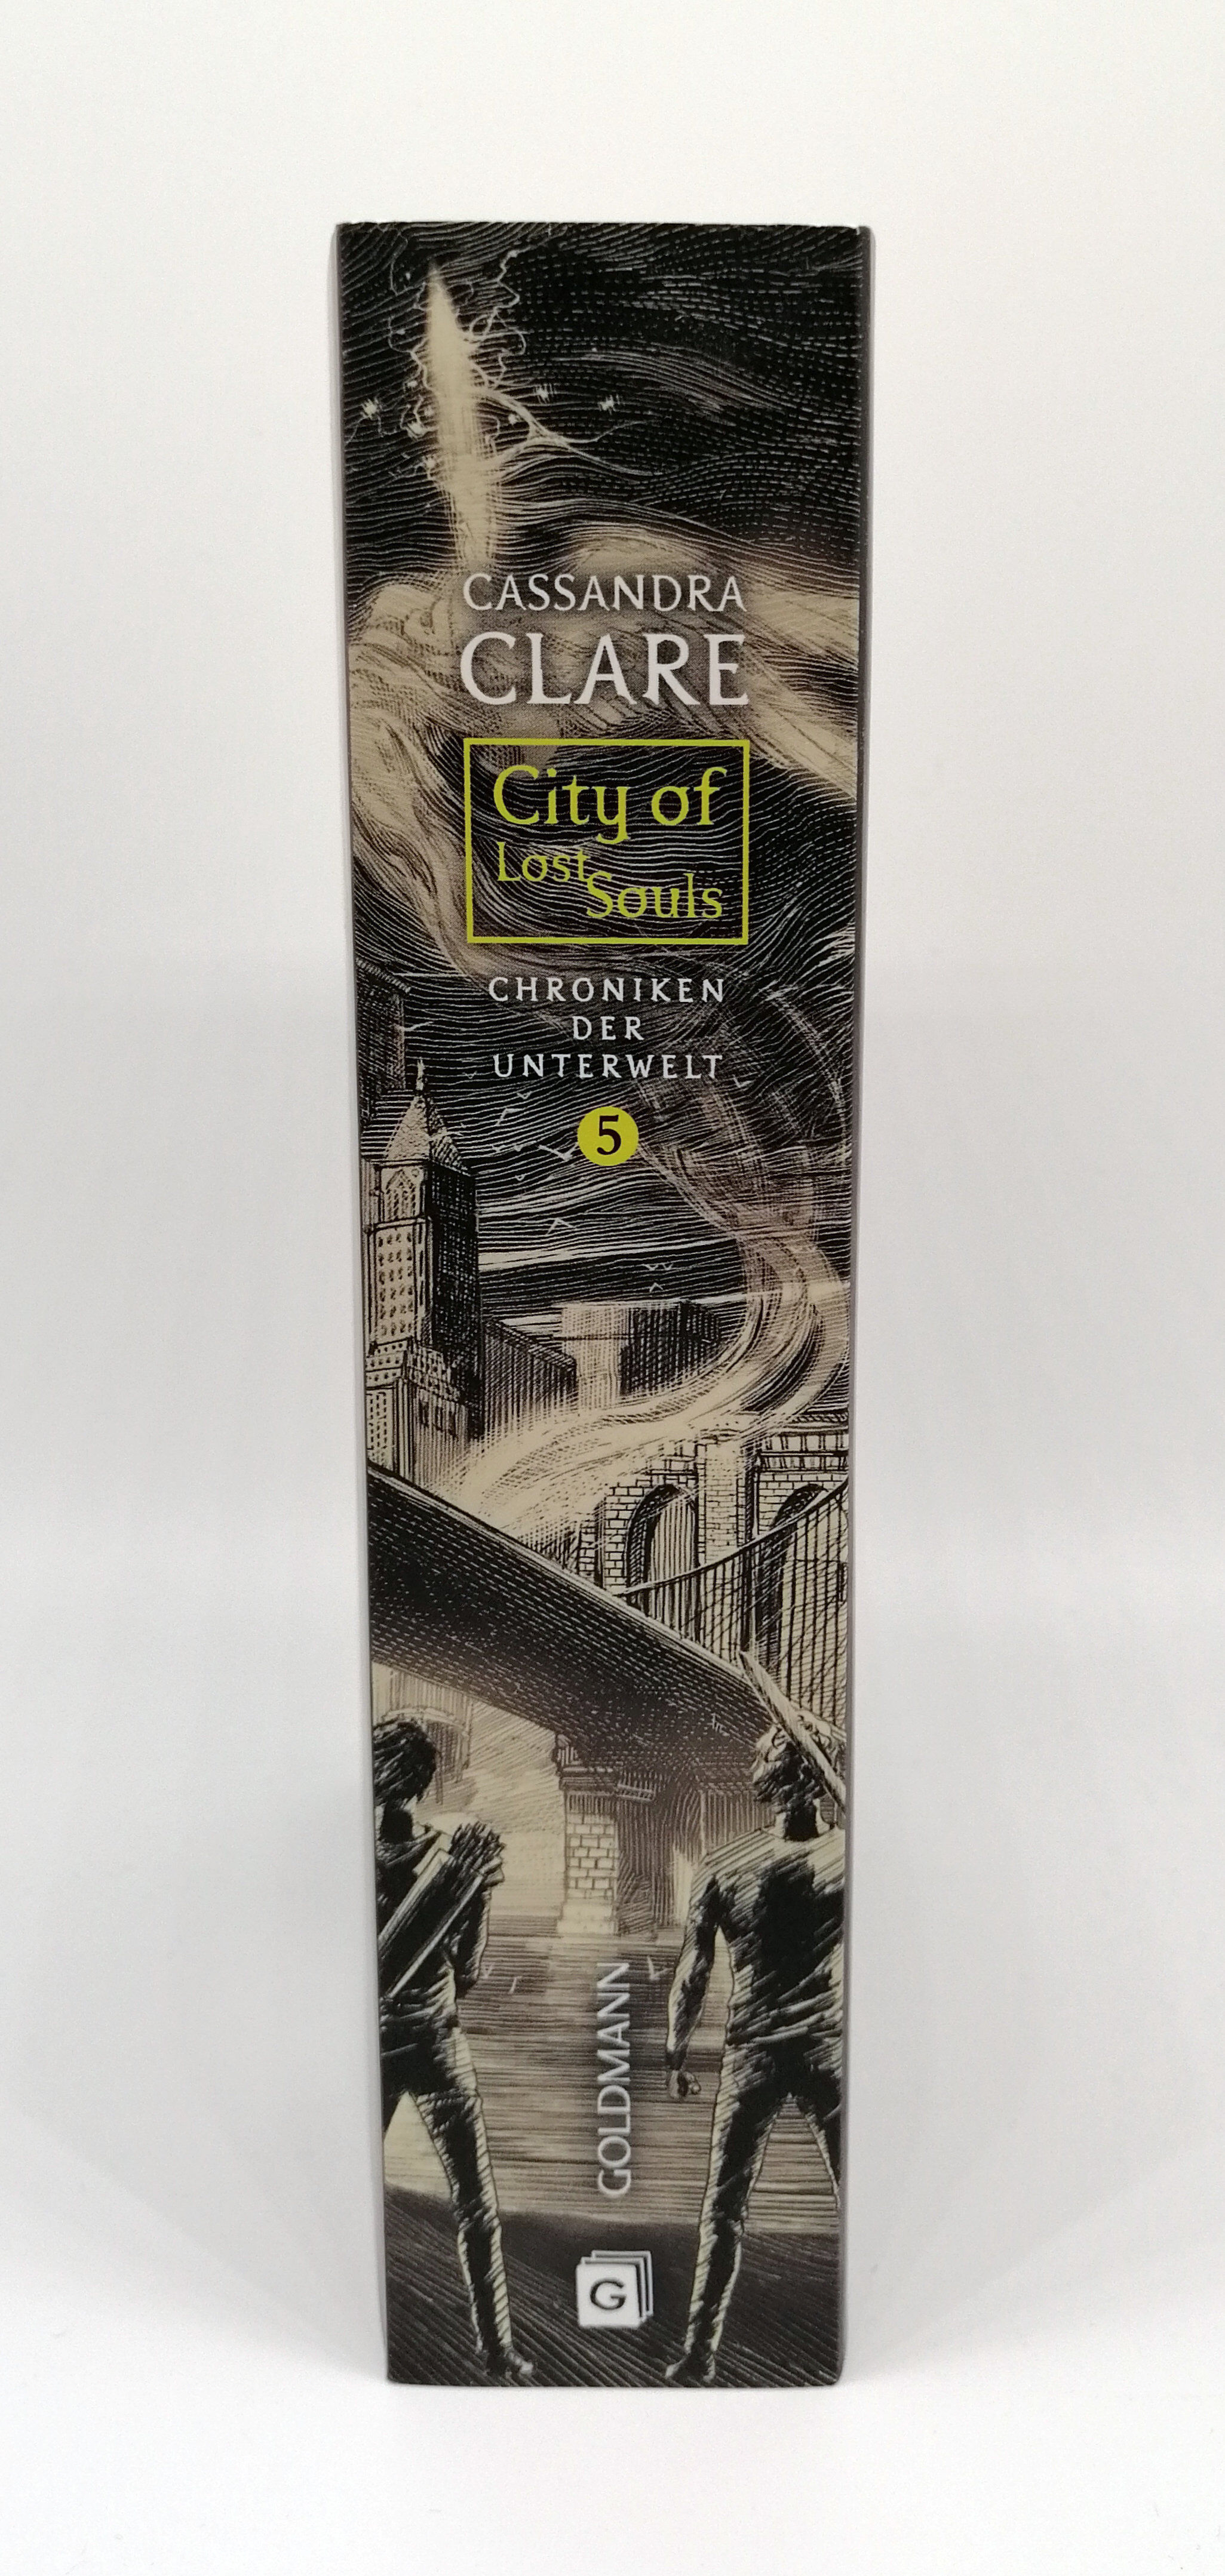 CASSANDRA
CLARE
City of
Lost Souls
CHRONIKEN
DER
UNTERWELT
5
GOLDMANN
G